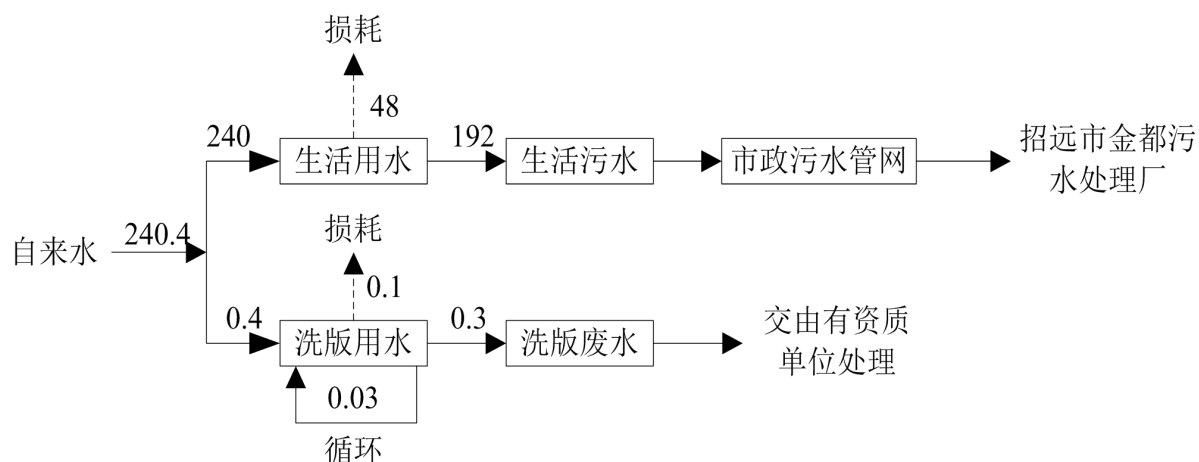 损耗
48
240
生活用水
192
生活污水
市政污水管网
招远市金都污
水处理厂
自来水
240.4
损耗
0.1
0.4
洗版用水
0.3
洗版废水
交由有资质
单位处理
0.03
循环